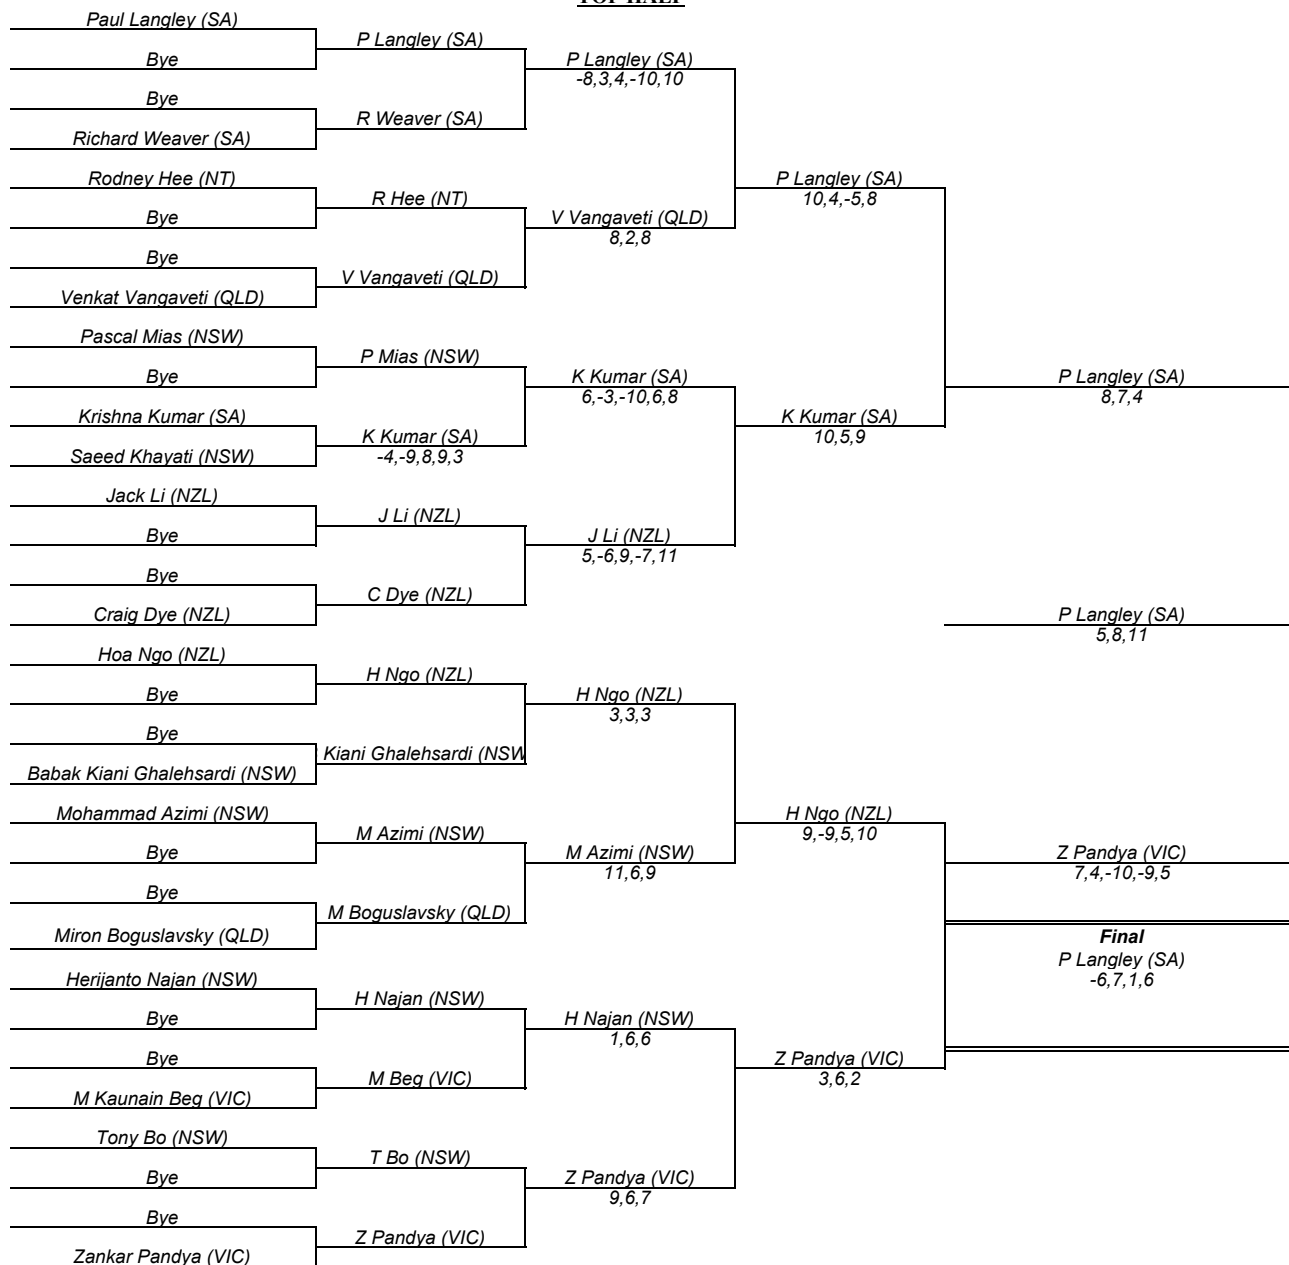 TOP HALF
Paul Langley (SA)
Bye
Bye
Richard Weaver (SA)
Rodney Hee (NT)
Bye
Bye
Venkat Vangaveti (QLD)
Pascal Mias (NSW)
Bye
Krishna Kumar (SA)
Saeed Khayati (NSW)
Jack Li (NZL)
Bye
Bye
Craig Dye (NZL)
Hoa Ngo (NZL)
Bye
Bye
Babak Kiani Ghalehsardi (NSW)
Mohammad Azimi (NSW)
Bye
Bye
Miron Boguslavsky (QLD)
Herijanto Najan (NSW)
Bye
Bye
M Kaunain Beg (VIC)
Tony Bo (NSW)
Bye
Bye
Zankar Pandya (VIC)
P Langley (SA)
R Weaver (SA)
R Hee (NT)
V Vangaveti (QLD)
P Mias (NSW)
K Kumar (SA)
-4,-9,8,9,3
J Li (NZL)
C Dye (NZL)
H Ngo (NZL)
Kiani Ghalehsardi (NSW
M Azimi (NSW)
M Boguslavsky (QLD)
H Najan (NSW)
M Beg (VIC)
T Bo (NSW)
Z Pandya (VIC)
P Langley (SA)
-8,3,4,-10,10
V Vangaveti (QLD)
8,2,8
K Kumar (SA)
6,-3,-10,6,8
J Li (NZL)
5,-6,9,-7,11
H Ngo (NZL)
3,3,3
M Azimi (NSW)
11,6,9
H Najan (NSW)
1,6,6
Z Pandya (VIC)
9,6,7
P Langley (SA)
10,4,-5,8
K Kumar (SA)
10,5,9
H Ngo (NZL)
9,-9,5,10
Z Pandya (VIC)
3,6,2
P Langley (SA)
8,7,4
P Langley (SA)
5,8,11
Z Pandya (VIC)
7,4,-10,-9,5
Final
P Langley (SA)
-6,7,1,6